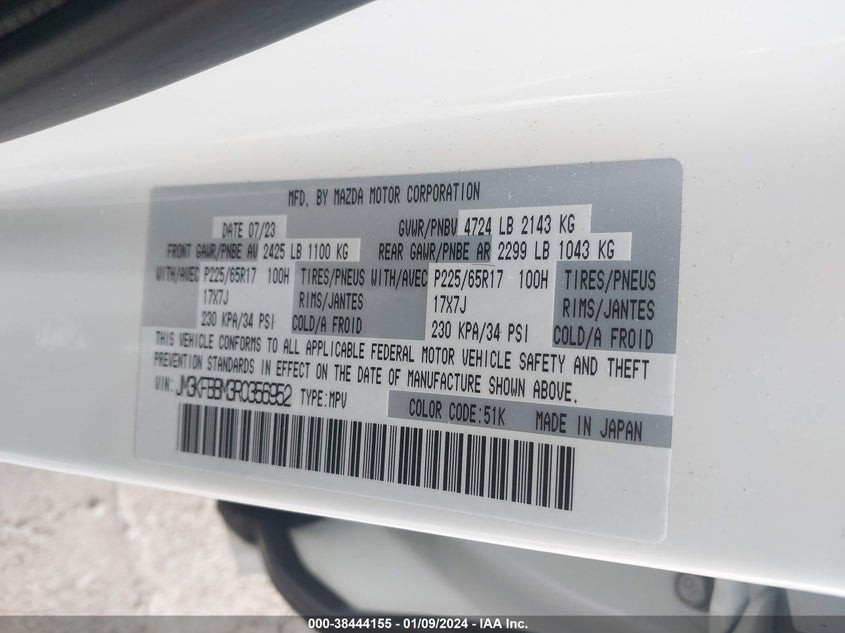 MFD. BY MAZDA MOTOR CORPORATION
DATE 07/23 GVWR/PNBV 4724 LB 2143 KG
FRONT GAWR/PNBE AV 2425 LB 1100 KG REAR GAWR/PNBE AR 2299 LB 1043 KG
WITH/AVEC P225/65R17 100H TIRES/PNEUS WITH/AVEC P225/65R17 100H TIRES/PNEUS
17X7J RIMS/JANTES 17X7J RIMS/JANTES
230 KPA/34 PSI COLD/A FROID 230 KPA/34 PSI COLD/A FROID
THIS VEHICLE CONFORMS TO ALL APPLICABLE FEDERAL MOTOR VEHICLE SAFETY AND THEFT
PREVENTION STANDARDS IN EFFECT ON THE DATE OF MANUFACTURE SHOWN ABOVE.
VIN: JM3KFBBM3R0356952 TYPE:MPV COLOR CODE:51K MADE IN JAPAN
000-38444155 - 01/09/2024 - IAA Inc.